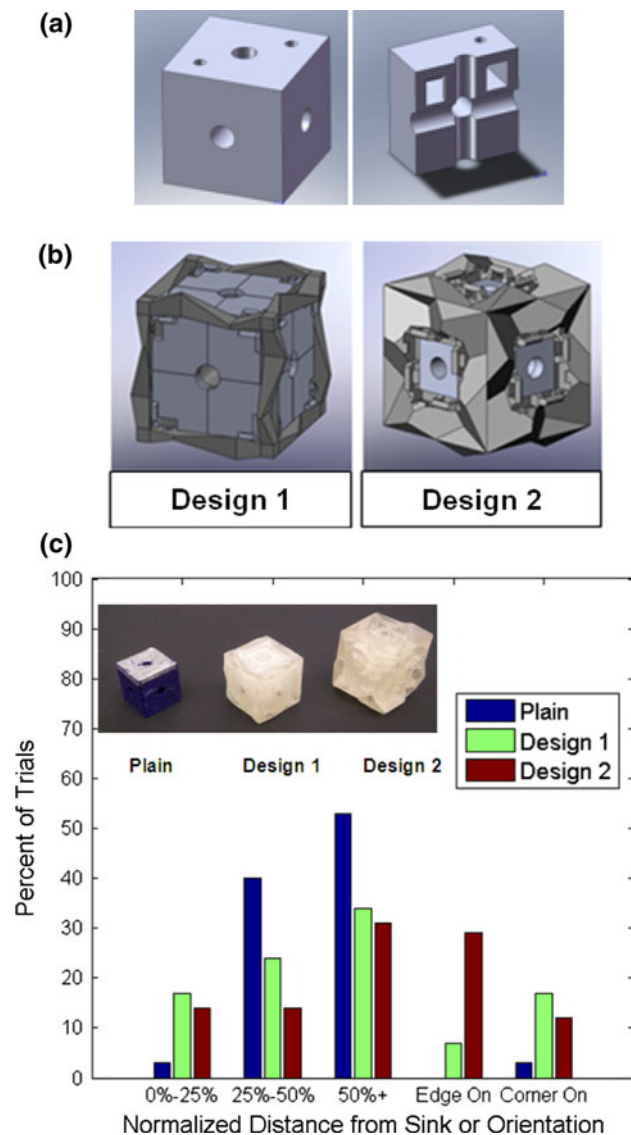 (a)
(b)
Design 1
Design 2
(c)
100
90
80
70
60
50
40
30
20
10
0
Percent of Trials
Plain
Design 1
Design 2
Plain
Design 1
Design 2
0%-25%
25%-50%
50%+
Edge On
Corner On
Normalized Distance from Sink or Orientation